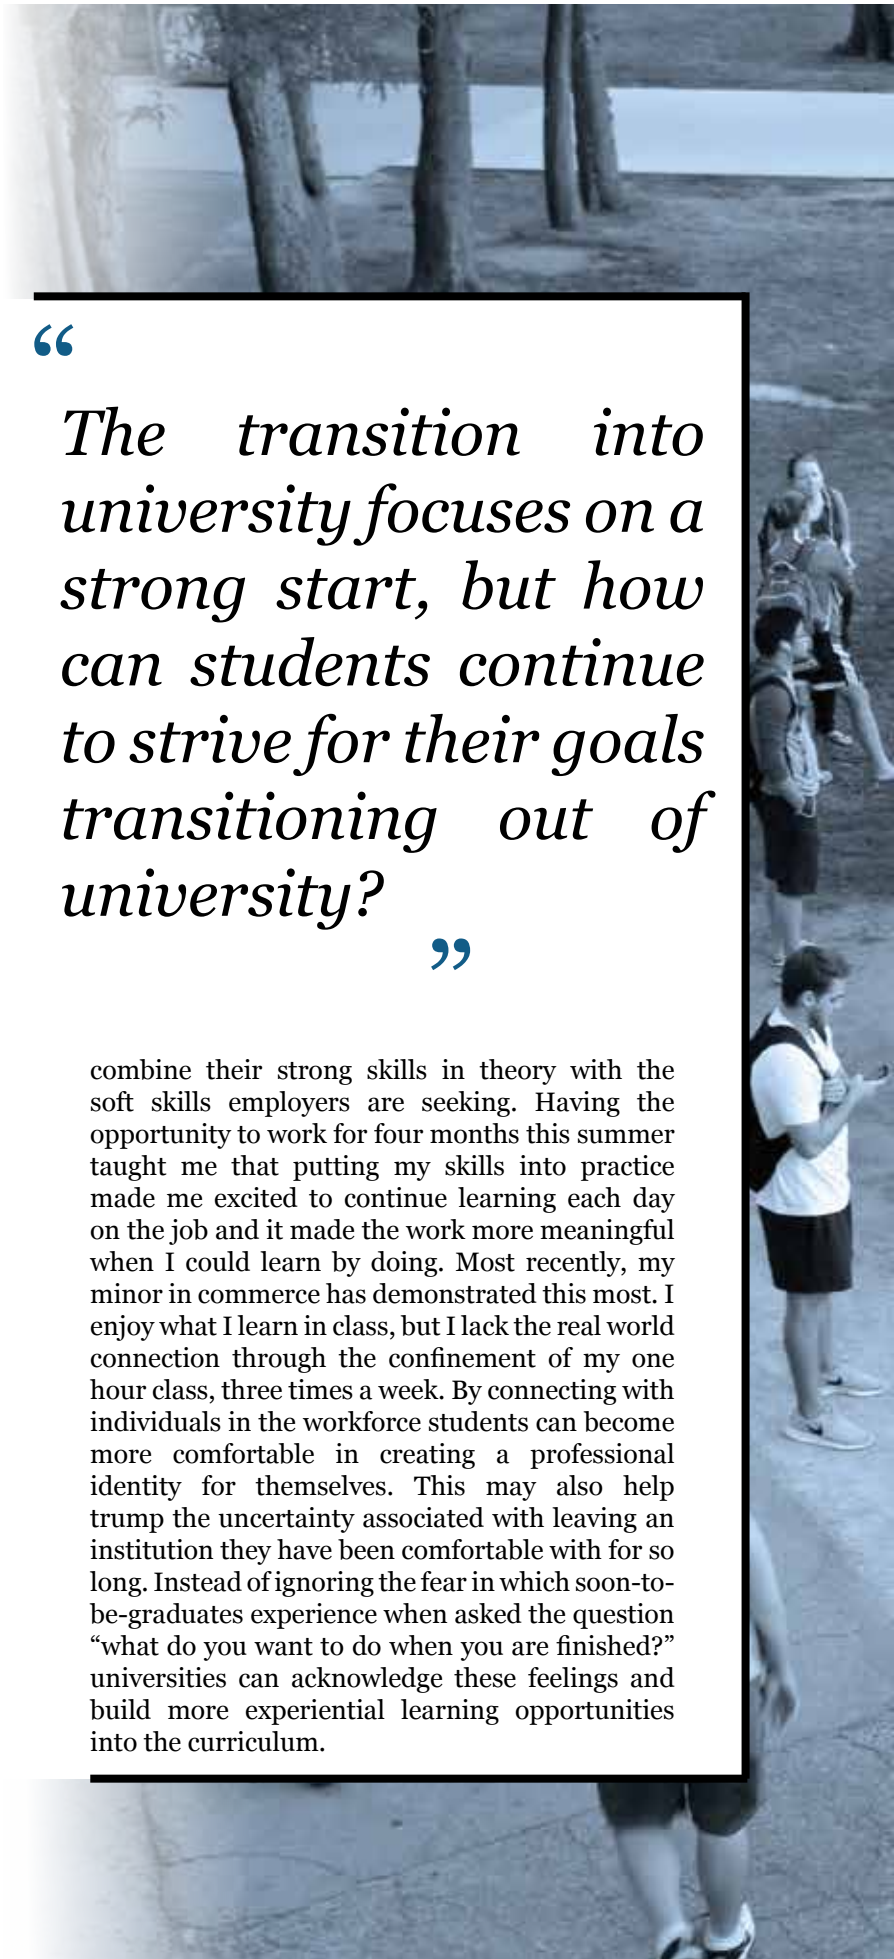 “
The transition into
university focuses on a
strong start, but how
can students continue
to strive for their goals
transitioning out of
university?
”
combine their strong skills in theory with the
soft skills employers are seeking. Having the
opportunity to work for four months this summer
taught me that putting my skills into practice
made me excited to continue learning each day
on the job and it made the work more meaningful
when I could learn by doing. Most recently, my
minor in commerce has demonstrated this most. I
enjoy what I learn in class, but I lack the real world
connection through the confinement of my one
hour class, three times a week. By connecting with
individuals in the workforce students can become
more comfortable in creating a professional
identity for themselves. This may also help
trump the uncertainty associated with leaving an
institution they have been comfortable with for so
long. Instead of ignoring the fear in which soon-to-
be-graduates experience when asked the question
“what do you want to do when you are finished?”
universities can acknowledge these feelings and
build more experiential learning opportunities
into the curriculum.